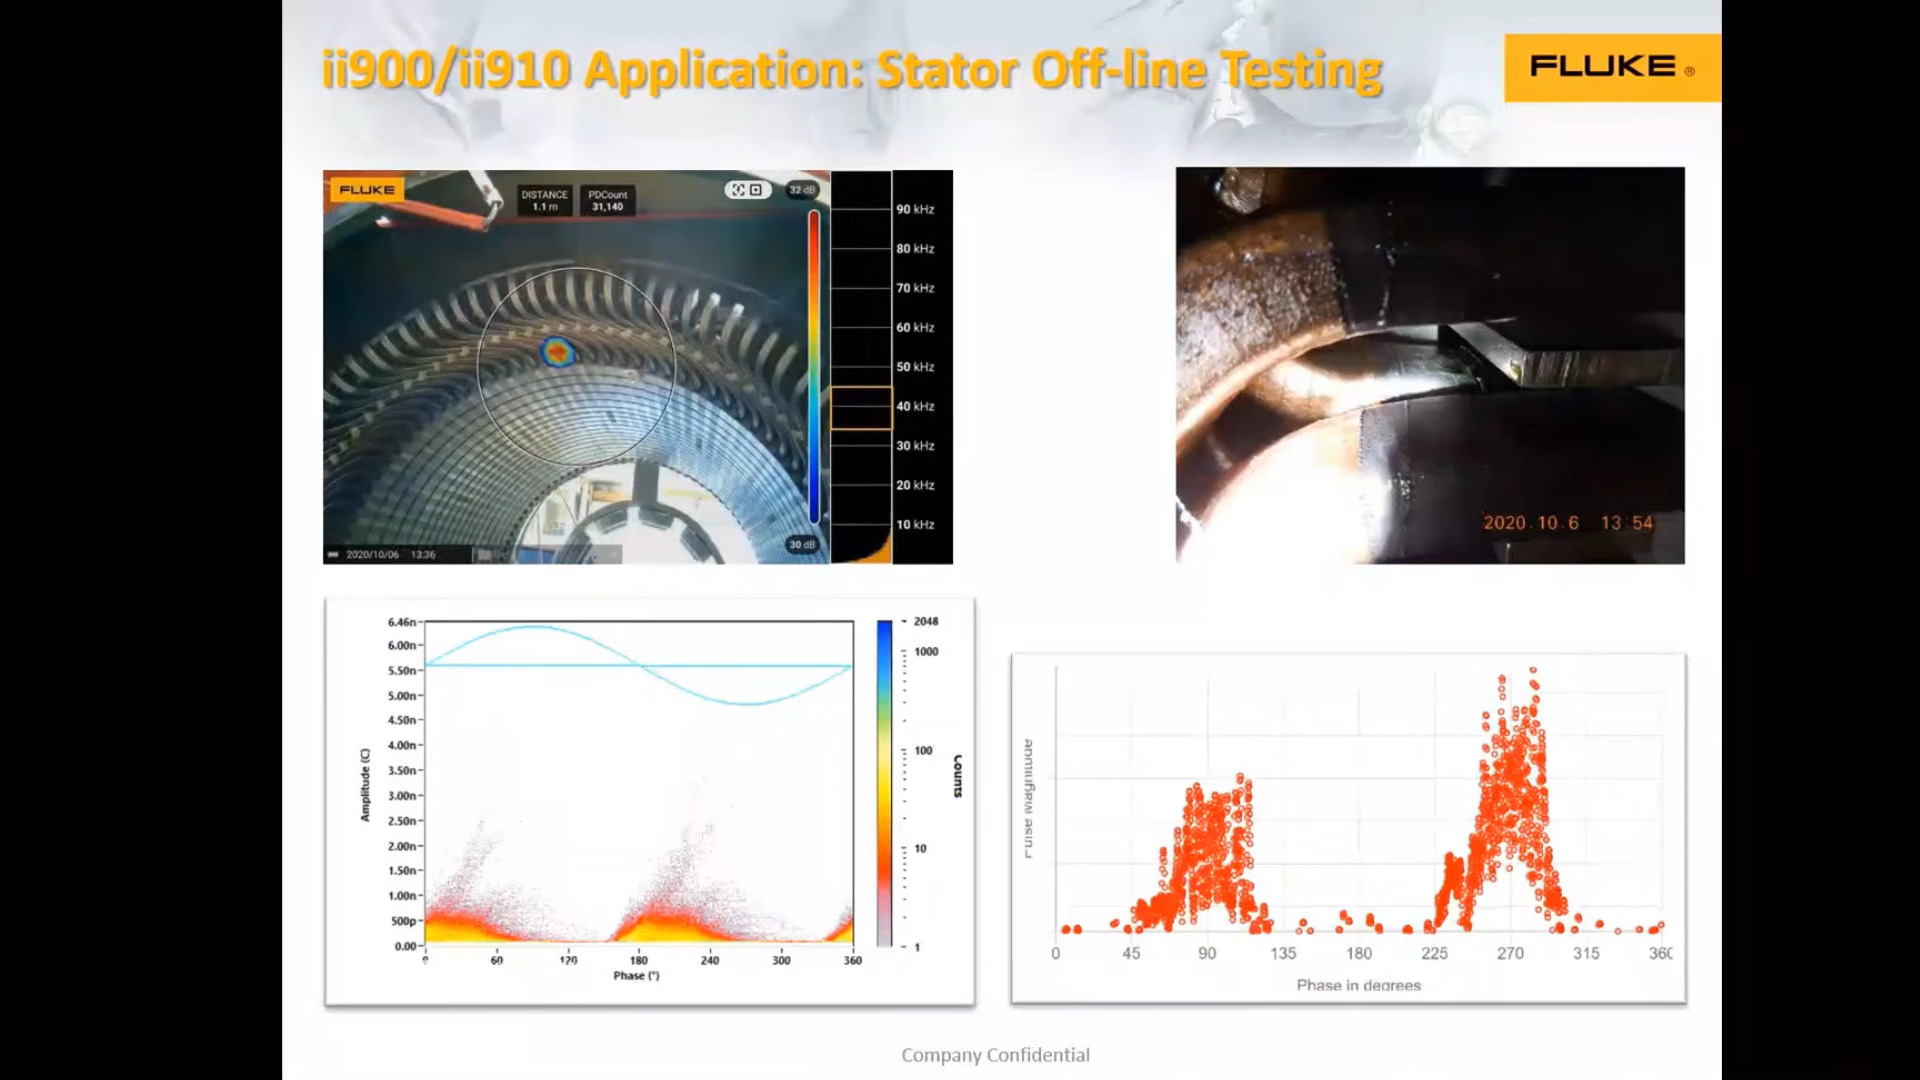 ii900/ii910 Application: Stator Off-line Testing
FLUKE ®
FLUKE
DISTANCE
1.1 m
PDCount
31,140
32 dB
90 kHz
80 kHz
70 kHz
60 kHz
50 kHz
40 kHz
30 kHz
20 kHz
10 kHz
30 dB
2020/10/06 13:36
2020.10.6 13:54
6.46n
6.00n
5.50n
5.00n
4.50n
4.00n
3.50n
3.00n
2.50n
2.00n
1.50n
1.00n
500p
0.00
Amplitude (C)
0 60 120 180 240 300 360
Phase (°)
2048
1000
100
10
1
Counts
Pulse Magnitude
0 45 90 135 180 225 270 315 360
Phase in degrees
Company Confidential